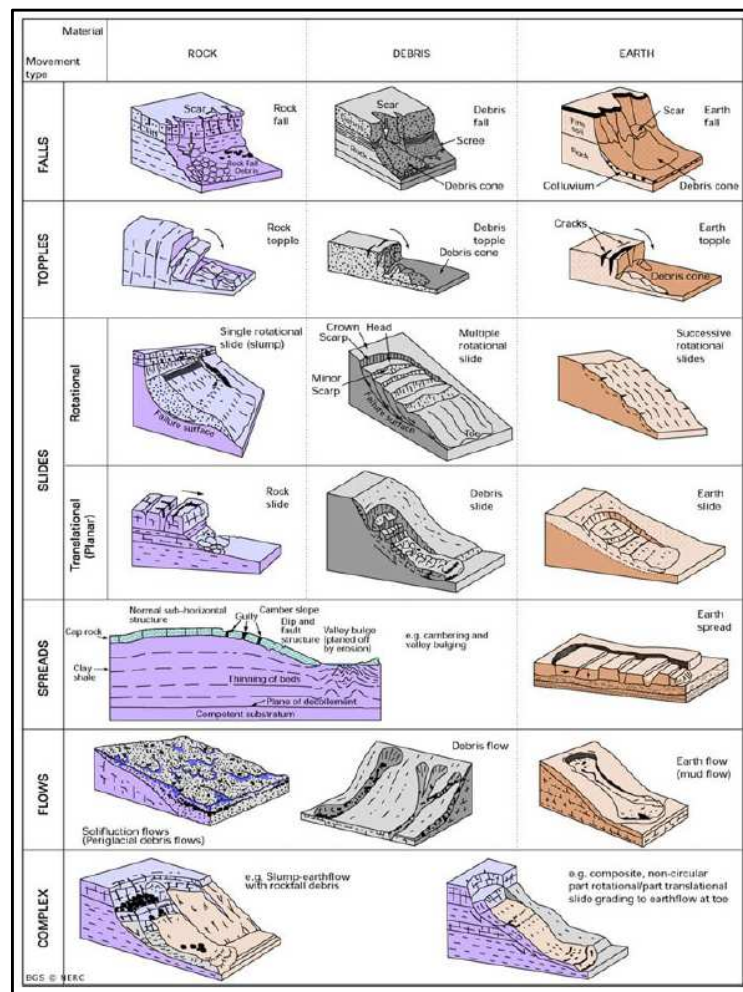 Material
Movement
type
ROCK
DEBRIS
EARTH
FALLS
Scar
Rock
fall
Rock Fall
Debris
Scar
Debris
fall
Debris
Rock
Scree
Debris cone
Scar
Earth
fall
Fine
soil
Rock
Colluvium
Debris cone
TOPPLES
Rock
topple
Debris
topple
Debris cone
Cracks
Earth
topple
Debris cone
SLIDES
Rotational
Single rotational
slide (slump)
Failure surface
Crown
Head
Scarp
Minor
Scarp
Failure surface
Toe
Multiple
rotational
slide
Successive
rotational
slides
Translational
(Planar)
Rock
slide
Debris
slide
Earth
slide
SPREADS
Normal sub-horizontal
structure
Gully
Camber slope
Dip and
fault
structure
Valley bulge
(planed off
by erosion)
Cap rock
Clay
shale
Thinning of beds
Plane of decollement
Competent substratum
e.g. cambering and
valley bulging
Earth
spread
FLOWS
Solifluction flows
(Periglacial debris flows)
Debris flow
Earth flow
(mud flow)
COMPLEX
e.g. Slump-earthflow
with rockfall debris
e.g. composite, non-circular
part rotational/part translational
slide grading to earthflow at toe
BGS © NERC